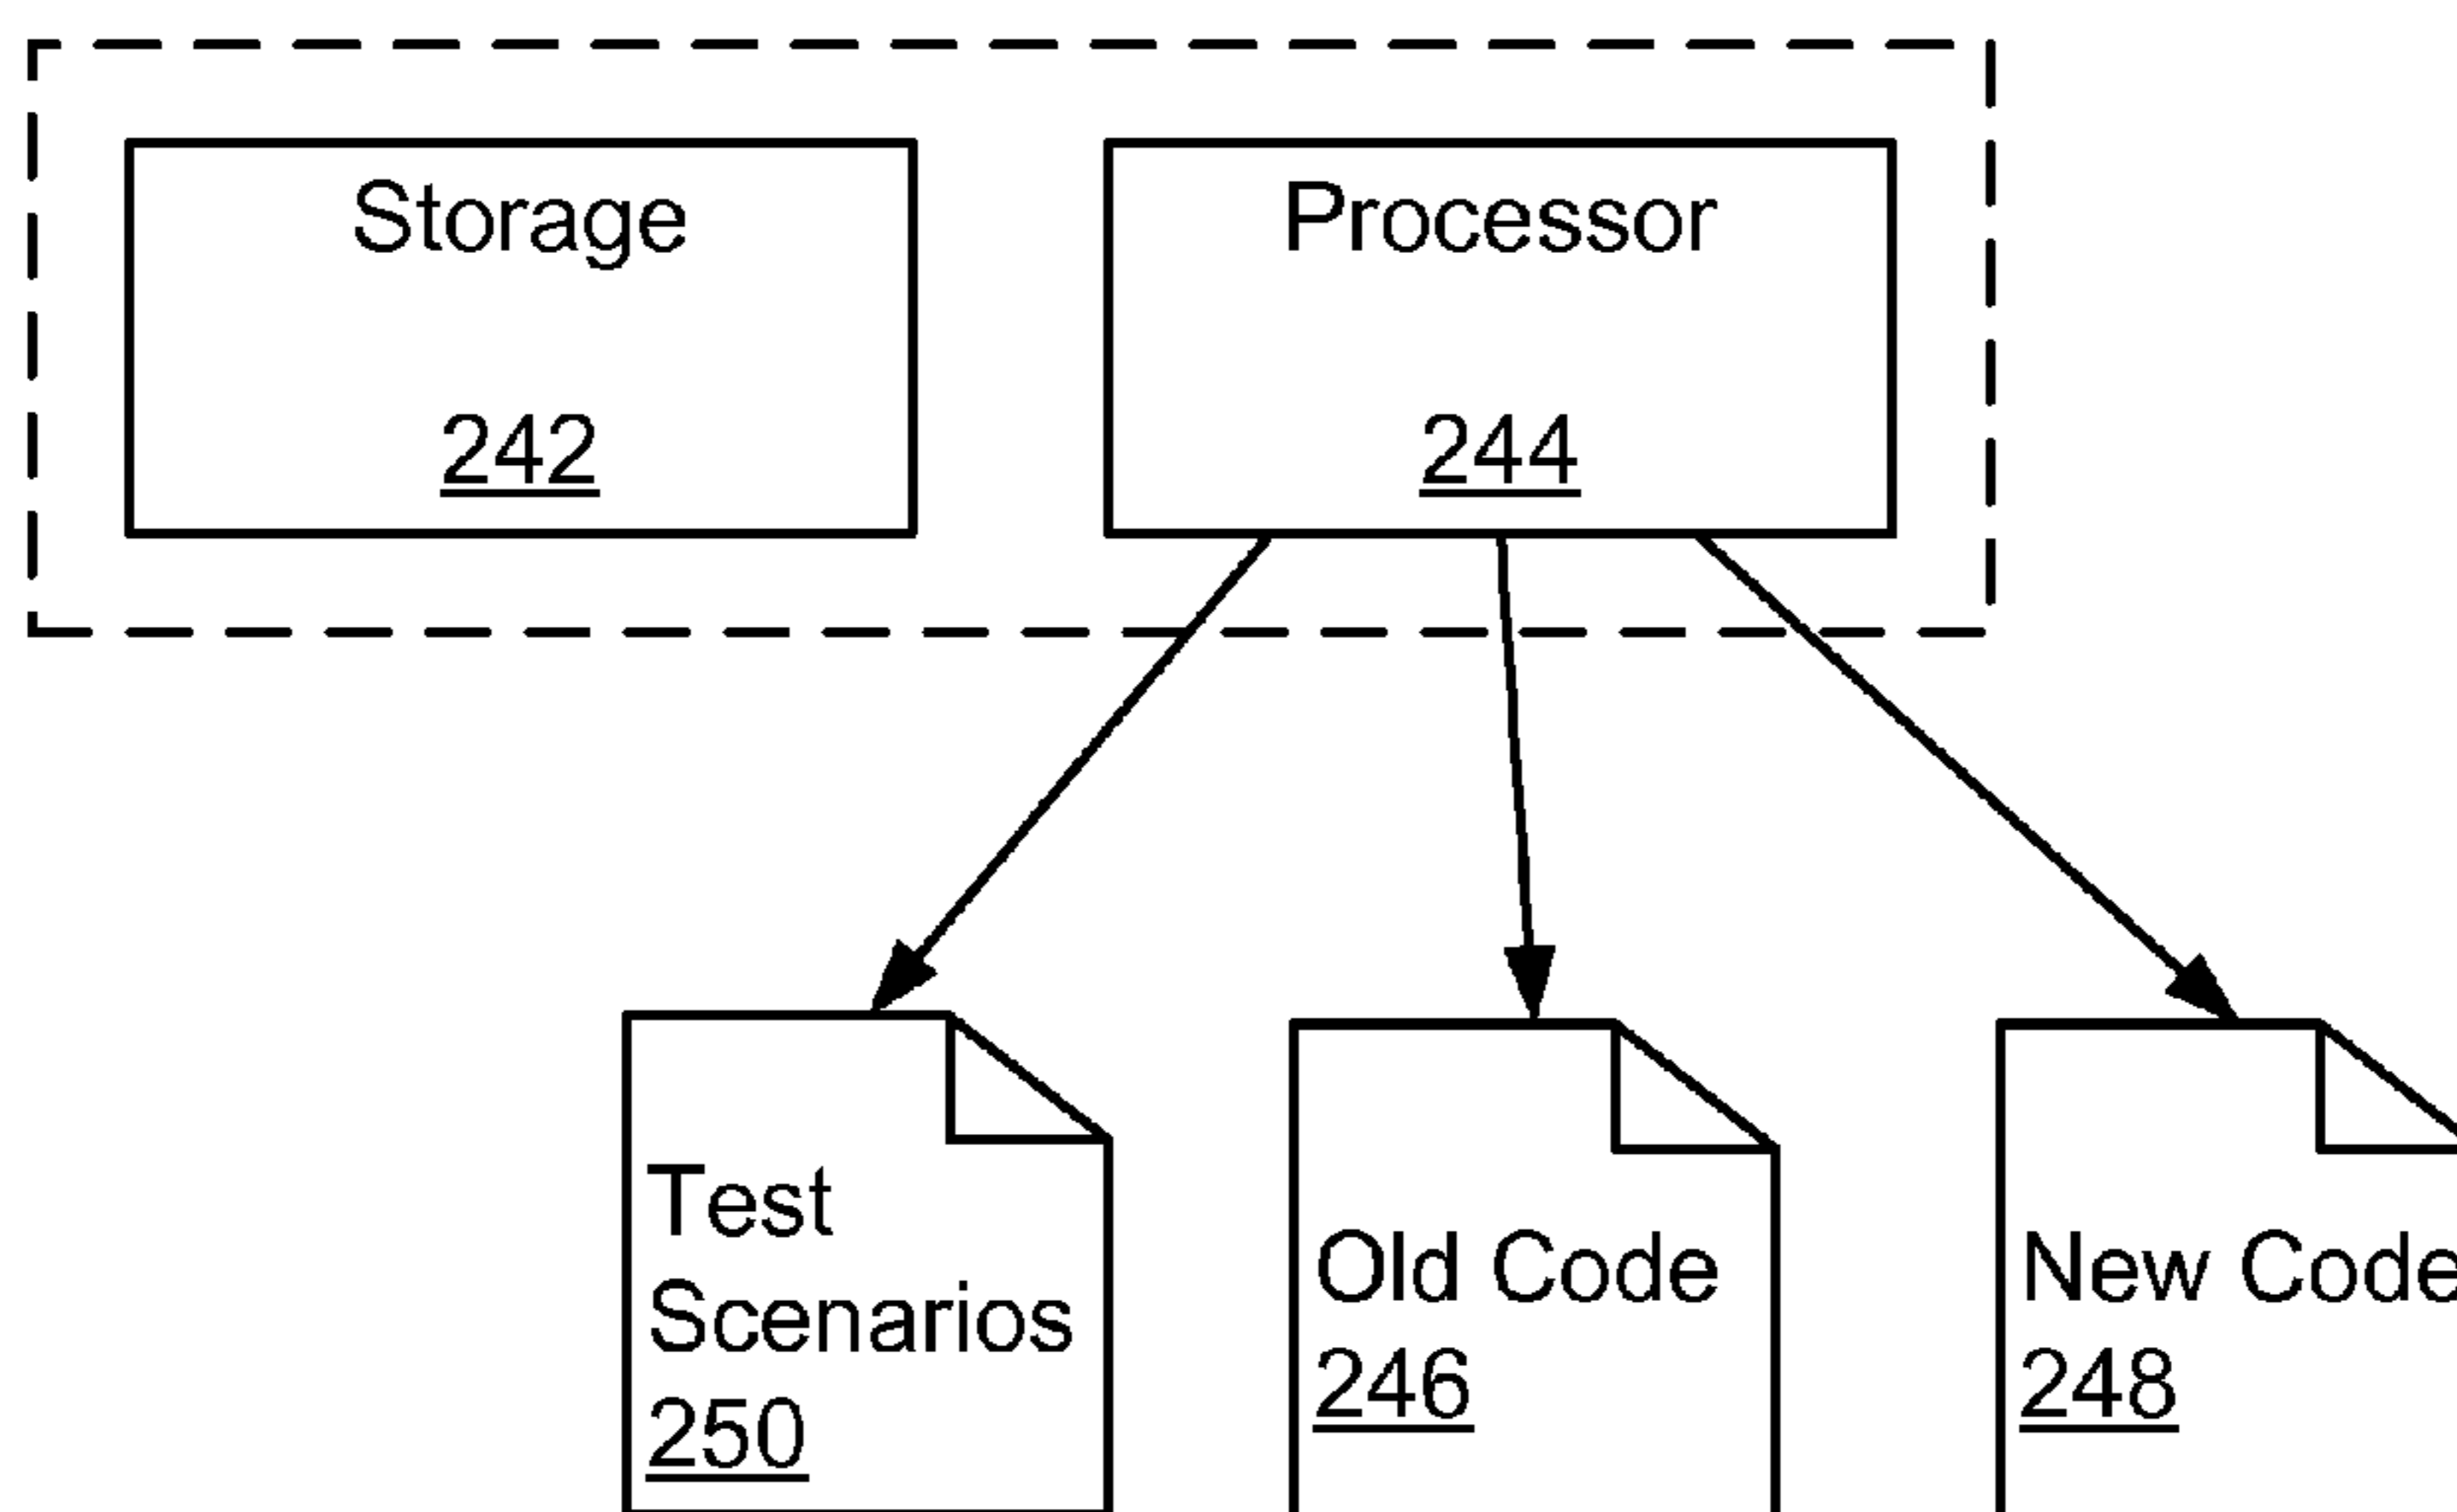 Storage
242
Processor
244
Test
Scenarios
250
Old Code
246
New Code
248